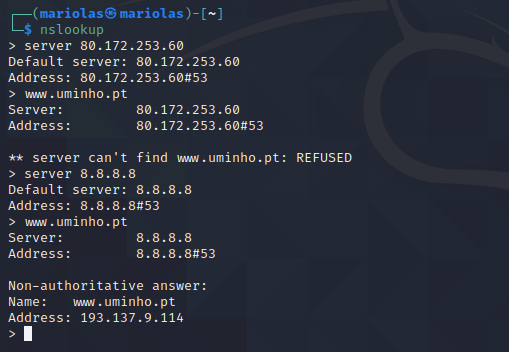 ┌──(mariolas㉿mariolas)-[~]
└─$ nslookup
> server 80.172.253.60
Default server: 80.172.253.60
Address: 80.172.253.60#53
> www.uminho.pt
Server:         80.172.253.60
Address:        80.172.253.60#53

** server can't find www.uminho.pt: REFUSED
> server 8.8.8.8
Default server: 8.8.8.8
Address: 8.8.8.8#53
> www.uminho.pt
Server:         8.8.8.8
Address:        8.8.8.8#53

Non-authoritative answer:
Name:   www.uminho.pt
Address: 193.137.9.114
>